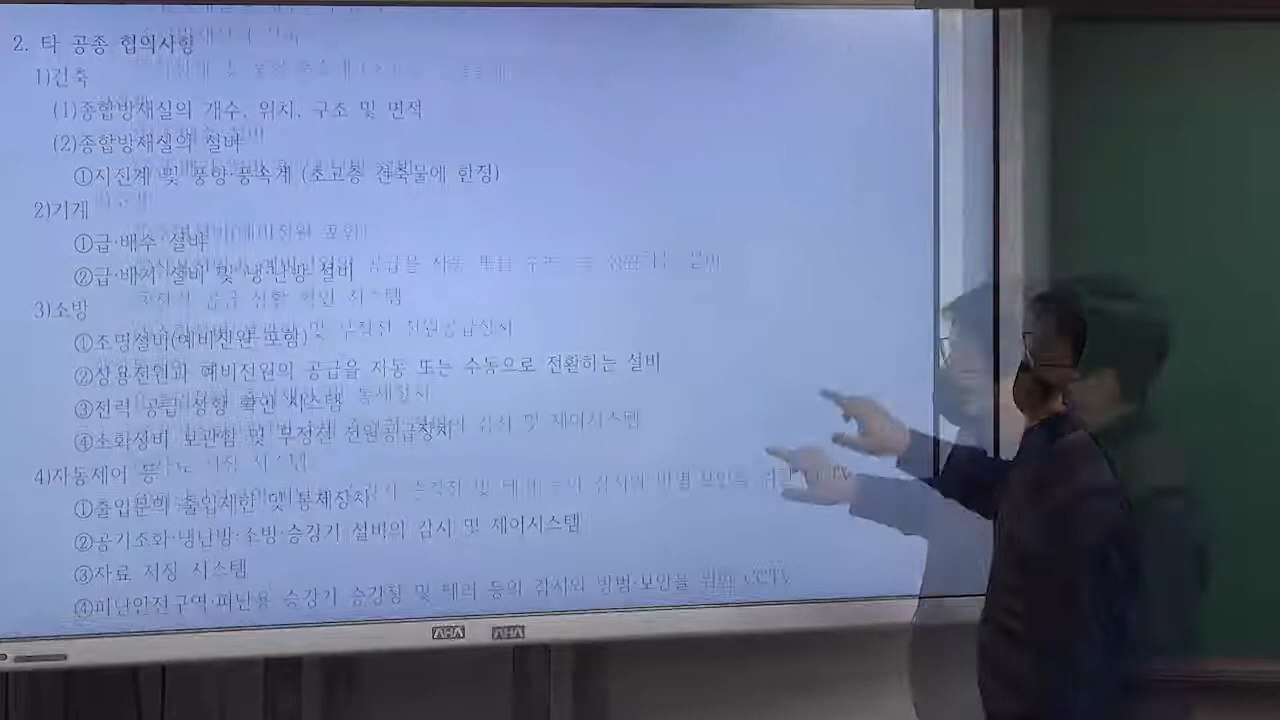 2. 타 공종 협의사항
1)건축
(1)종합방재실의 개수, 위치, 구조 및 면적
(2)종합방재실의 설비
①지진계 및 풍향·풍속계 (초고층 건축물에 한정)
2)기계
①급·배수 설비
②급·배기 설비 및 냉·난방 설비
3)소방
①조명설비(예비전원 포함)
②상용전원과 예비전원의 공급을 자동 또는 수동으로 전환하는 설비
③전력 공급 상황 확인 시스템
④소화장비 보관함 및 무정전 전원공급장치
4)자동제어 등
①출입문의 출입제한 및 통제장치
②공기조화·냉난방·소방·승강기 설비의 감시 및 제어시스템
③자료 저장 시스템
④피난안전구역·피난용 승강기 승강장 및 테러 등의 감시와 방범·보안을 위한 CCTV
AHA AHA